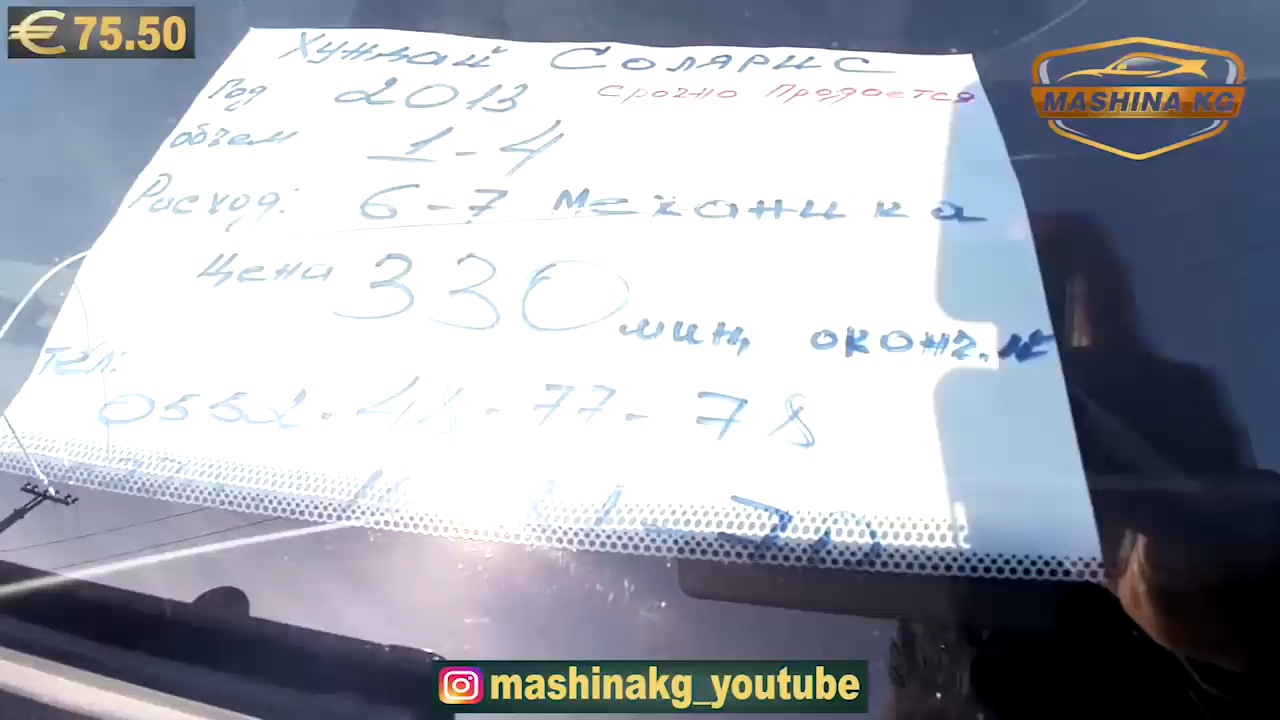 € 75.50
MASHINA KG
Хундай Солярис
Год 2013 Срочно Продается
объем 1-4
Расход: 6-7 Механика
Цена 330 мин, оконч.
тел:
0552-48-77-78
mashinakg_youtube